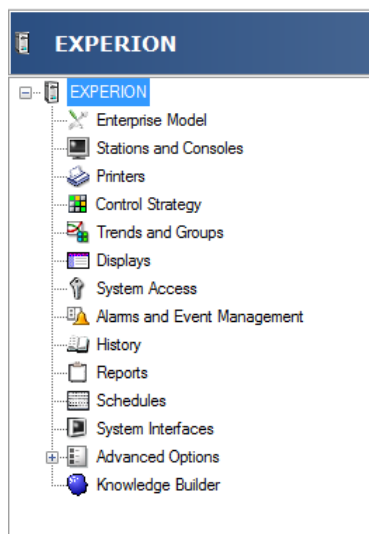 EXPERION
EXPERION
Enterprise Model
Stations and Consoles
Printers
Control Strategy
Trends and Groups
Displays
System Access
Alarms and Event Management
History
Reports
Schedules
System Interfaces
Advanced Options
Knowledge Builder